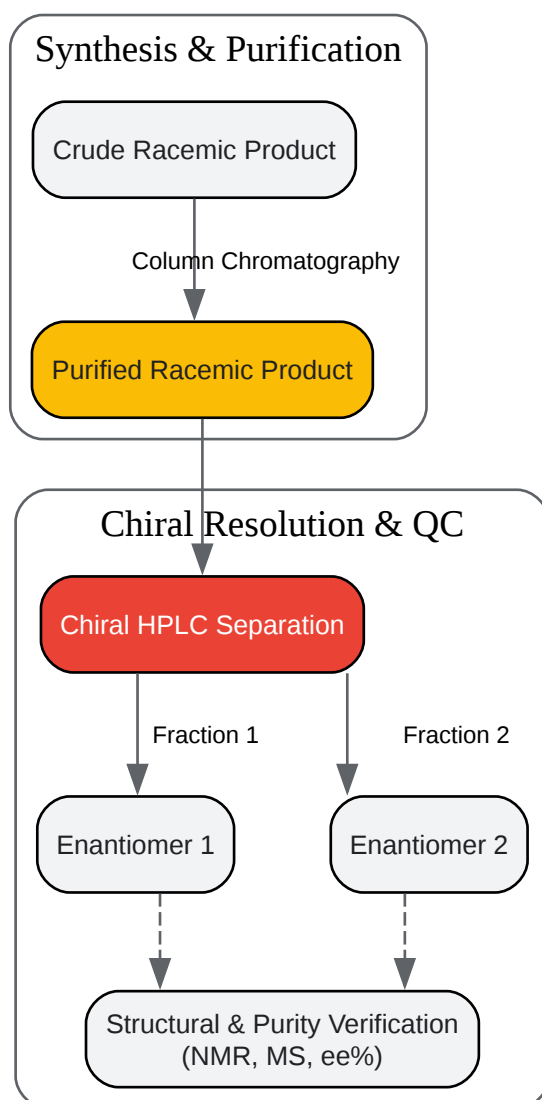 Synthesis & Purification
Crude Racemic Product
Column Chromatography
Purified Racemic Product
Chiral Resolution & QC
Chiral HPLC Separation
Fraction 1
Fraction 2
Enantiomer 1
Enantiomer 2
Structural & Purity Verification
(NMR, MS, ee%)